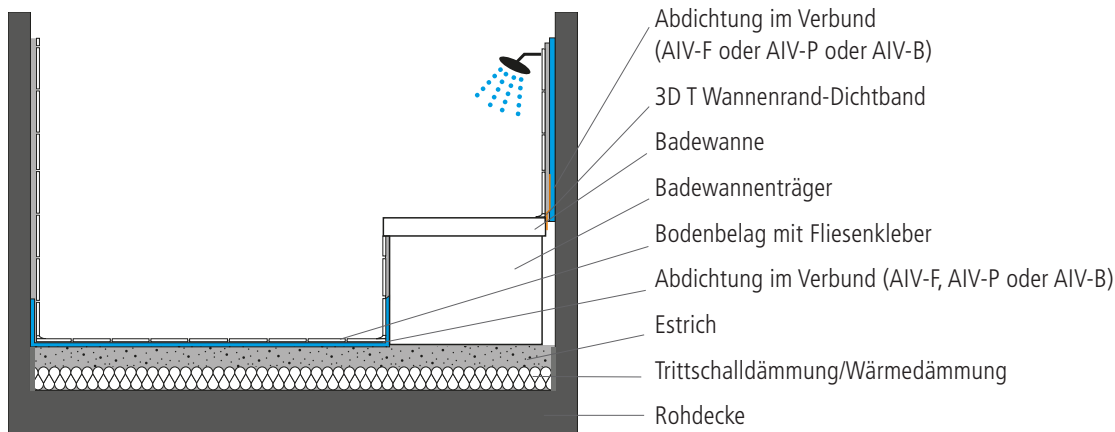 Abdichtung im Verbund
(AIV-F oder AIV-P oder AIV-B)
3D T Wannenrand-Dichtband
Badewanne
Badewannenträger
Bodenbelag mit Fliesenkleber
Abdichtung im Verbund (AIV-F, AIV-P oder AIV-B)
Estrich
Trittschalldämmung/Wärmedämmung
Rohdecke